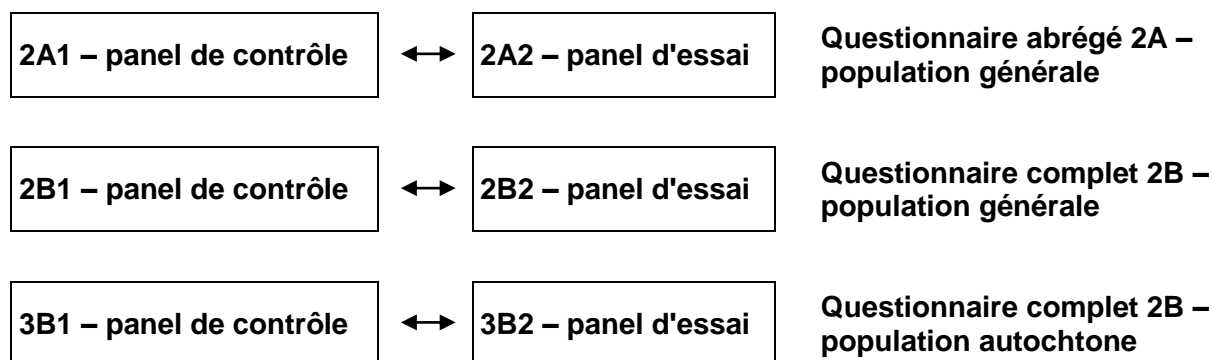 2A1 – panel de contrôle
2A2 – panel d'essai
Questionnaire abrégé 2A –
population générale
2B1 – panel de contrôle
2B2 – panel d'essai
Questionnaire complet 2B –
population générale
3B1 – panel de contrôle
3B2 – panel d'essai
Questionnaire complet 2B –
population autochtone